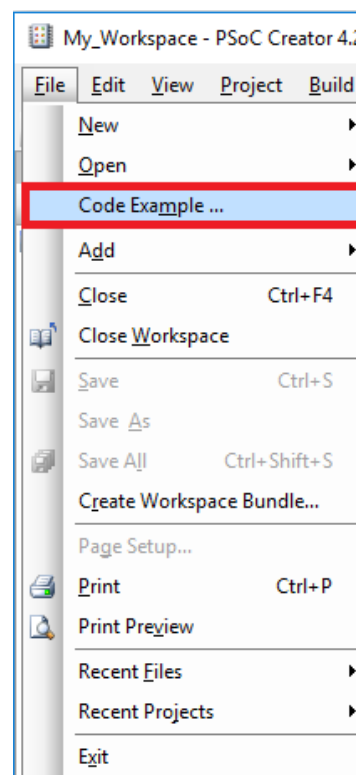 My_Workspace - PSoC Creator 4.2
File Edit View Project Build
New
Open
Code Example ...
Add
Close Ctrl+F4
Close Workspace
Save Ctrl+S
Save As
Save All Ctrl+Shift+S
Create Workspace Bundle...
Page Setup...
Print Ctrl+P
Print Preview
Recent Files
Recent Projects
Exit